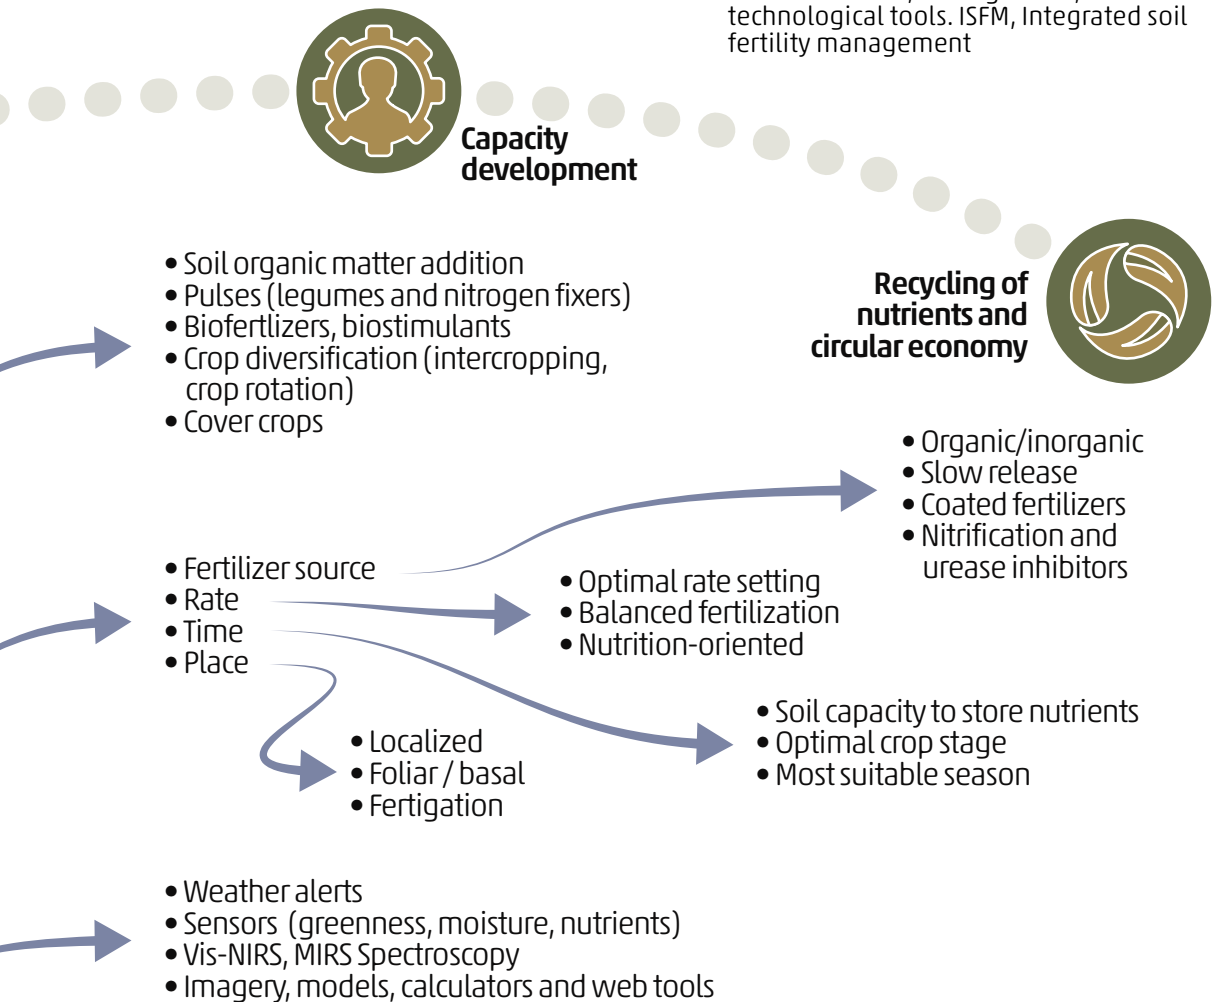 technological tools. ISFM, Integrated soil
fertility management
Capacity
development
Recycling of
nutrients and
circular economy
• Soil organic matter addition
• Pulses (legumes and nitrogen fixers)
• Biofertlizers, biostimulants
• Crop diversification (intercropping,
crop rotation)
• Cover crops
• Organic/inorganic
• Slow release
• Coated fertilizers
• Nitrification and
urease inhibitors
• Fertilizer source
• Rate
• Time
• Place
• Optimal rate setting
• Balanced fertilization
• Nutrition-oriented
• Soil capacity to store nutrients
• Optimal crop stage
• Most suitable season
• Localized
• Foliar / basal
• Fertigation
• Weather alerts
• Sensors (greenness, moisture, nutrients)
• Vis-NIRS, MIRS Spectroscopy
• Imagery, models, calculators and web tools